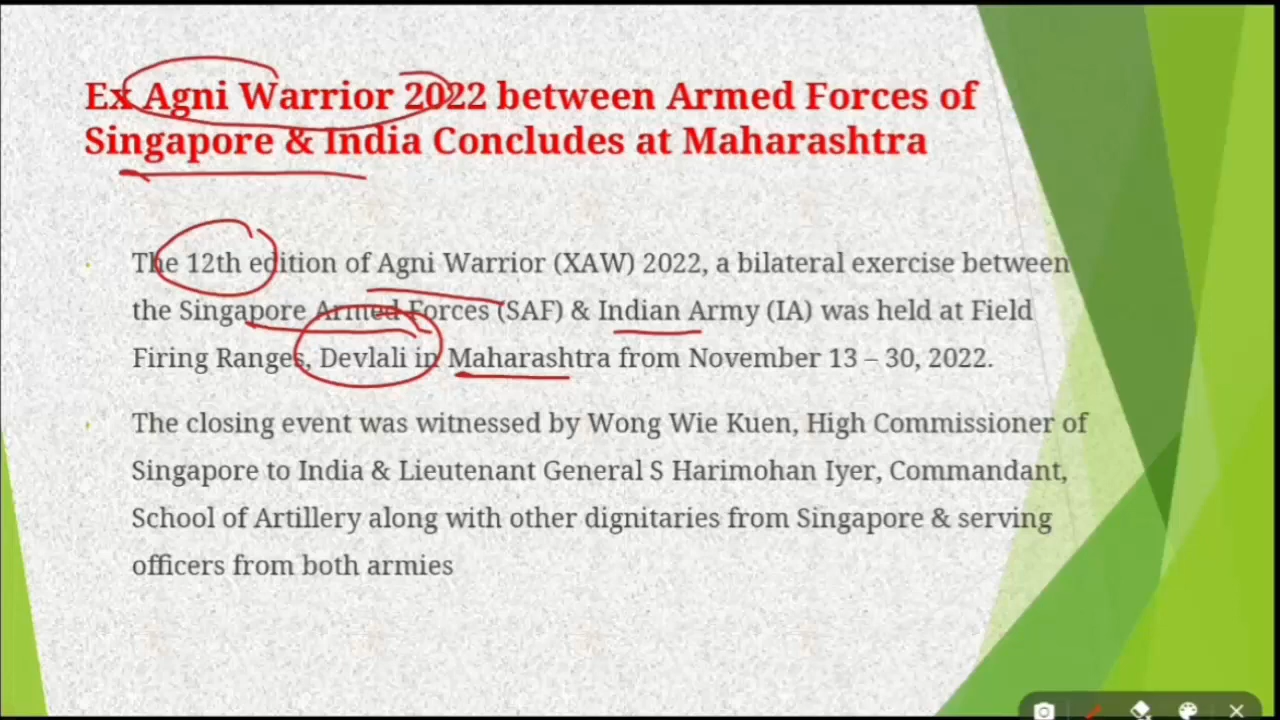 Ex Agni Warrior 2022 between Armed Forces of
Singapore & India Concludes at Maharashtra
The 12th edition of Agni Warrior (XAW) 2022, a bilateral exercise between
the Singapore Armed Forces (SAF) & Indian Army (IA) was held at Field
Firing Ranges, Devlali in Maharashtra from November 13 – 30, 2022.
The closing event was witnessed by Wong Wie Kuen, High Commissioner of
Singapore to India & Lieutenant General S Harimohan Iyer, Commandant,
School of Artillery along with other dignitaries from Singapore & serving
officers from both armies